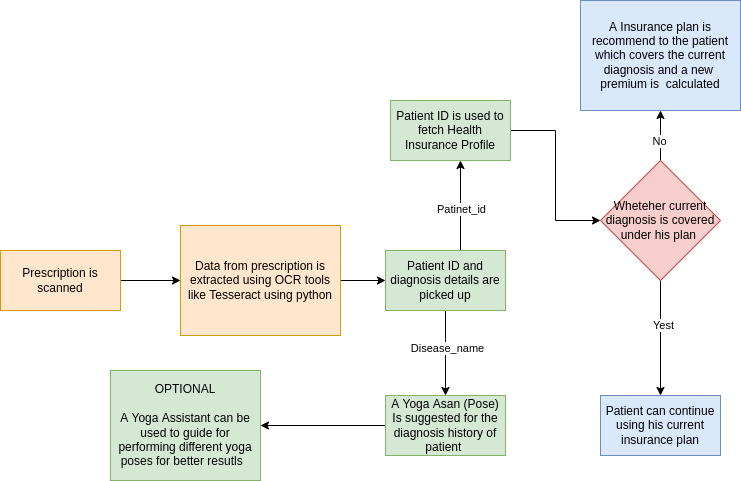 A Insurance plan is
recommend to the patient
which covers the current
diagnosis and a new
premium is calculated
Patient ID is used to
fetch Health
Insurance Profile
No
Patinet_id
Wheteher current
diagnosis is covered
under his plan
Prescription is
scanned
Data from prescription is
extracted using OCR tools
like Tesseract using python
Patient ID and
diagnosis details are
picked up
Yest
Disease_name
OPTIONAL
A Yoga Assistant can be
used to guide for
performing different yoga
poses for better resutls
A Yoga Asan (Pose)
Is suggested for the
diagnosis history of
patient
Patient can continue
using his current
insurance plan